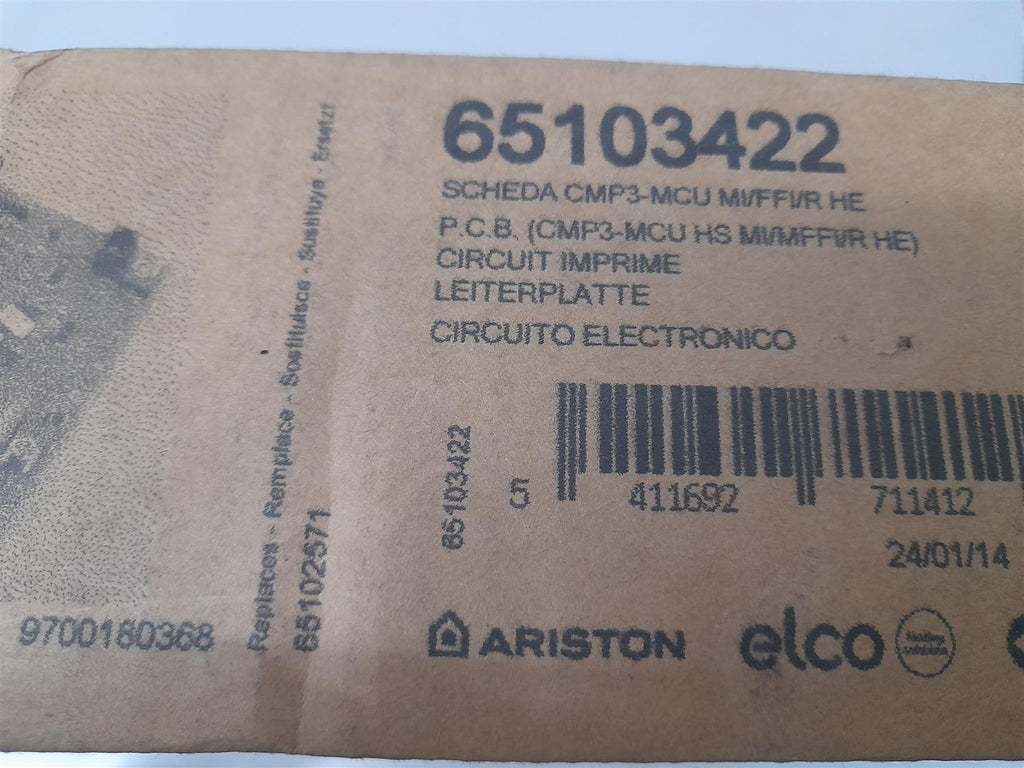 65103422
SCHEDA CMP3-MCU MI/FFI/R HE
P.C.B. (CMP3-MCU HS MI/MFFI/R HE)
CIRCUIT IMPRIME
LEITERPLATTE
CIRCUITO ELECTRONICO
65103422
5 411692 711412
24/01/14
Replaces - Remplace - Sostituisce - Sustituye - Ersetzt
65102571
9700180368
ARISTON
elco